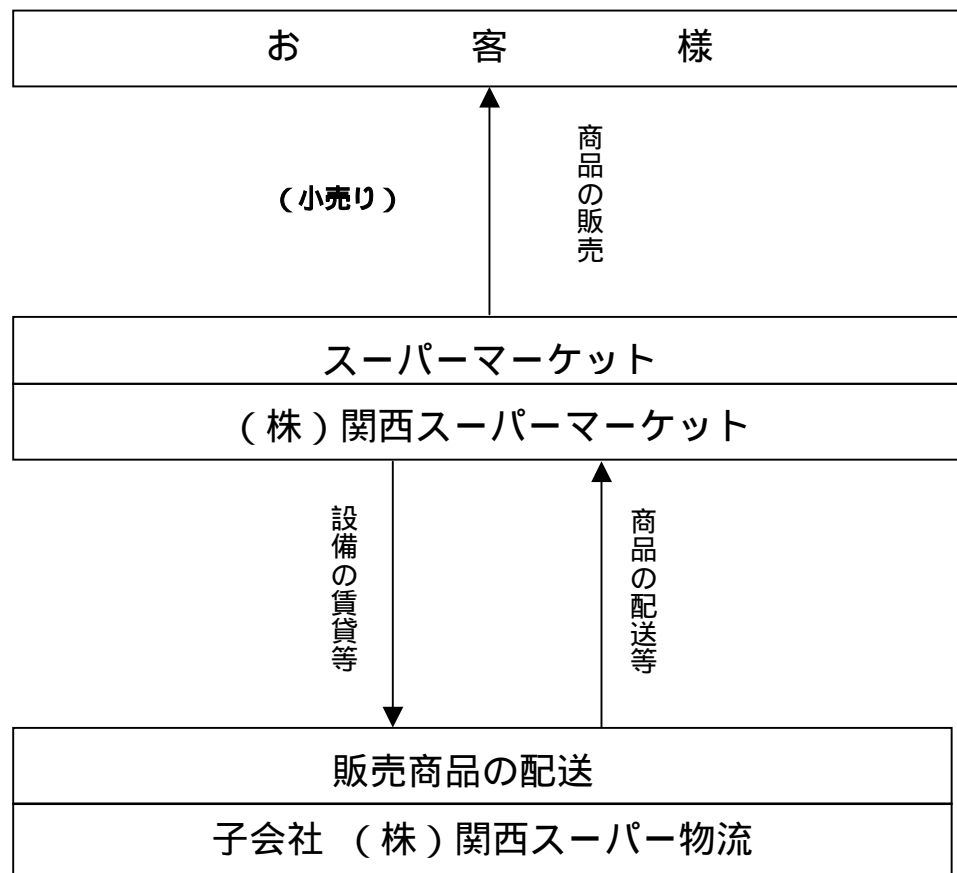 お客様
商品の販売
（小売り）
スーパーマーケット
（株）関西スーパーマーケット
設備の賃貸等
商品の配送等
販売商品の配送
子会社 （株）関西スーパー物流